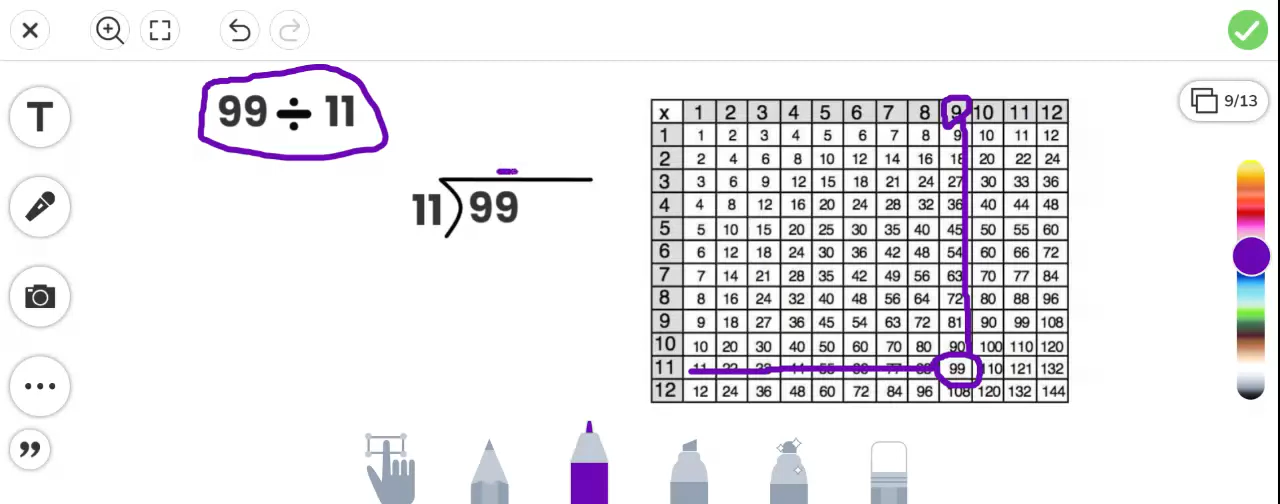 99 ÷ 11
11)99
T
9/13
x 1 2 3 4 5 6 7 8 9 10 11 12
1 1 2 3 4 5 6 7 8 9 10 11 12
2 2 4 6 8 10 12 14 16 18 20 22 24
3 3 6 9 12 15 18 21 24 27 30 33 36
4 4 8 12 16 20 24 28 32 36 40 44 48
5 5 10 15 20 25 30 35 40 45 50 55 60
6 6 12 18 24 30 36 42 48 54 60 66 72
7 7 14 21 28 35 42 49 56 63 70 77 84
8 8 16 24 32 40 48 56 64 72 80 88 96
9 9 18 27 36 45 54 63 72 81 90 99 108
10 10 20 30 40 50 60 70 80 90 100 110 120
11 11 22 33 44 55 66 77 88 99 110 121 132
12 12 24 36 48 60 72 84 96 108 120 132 144